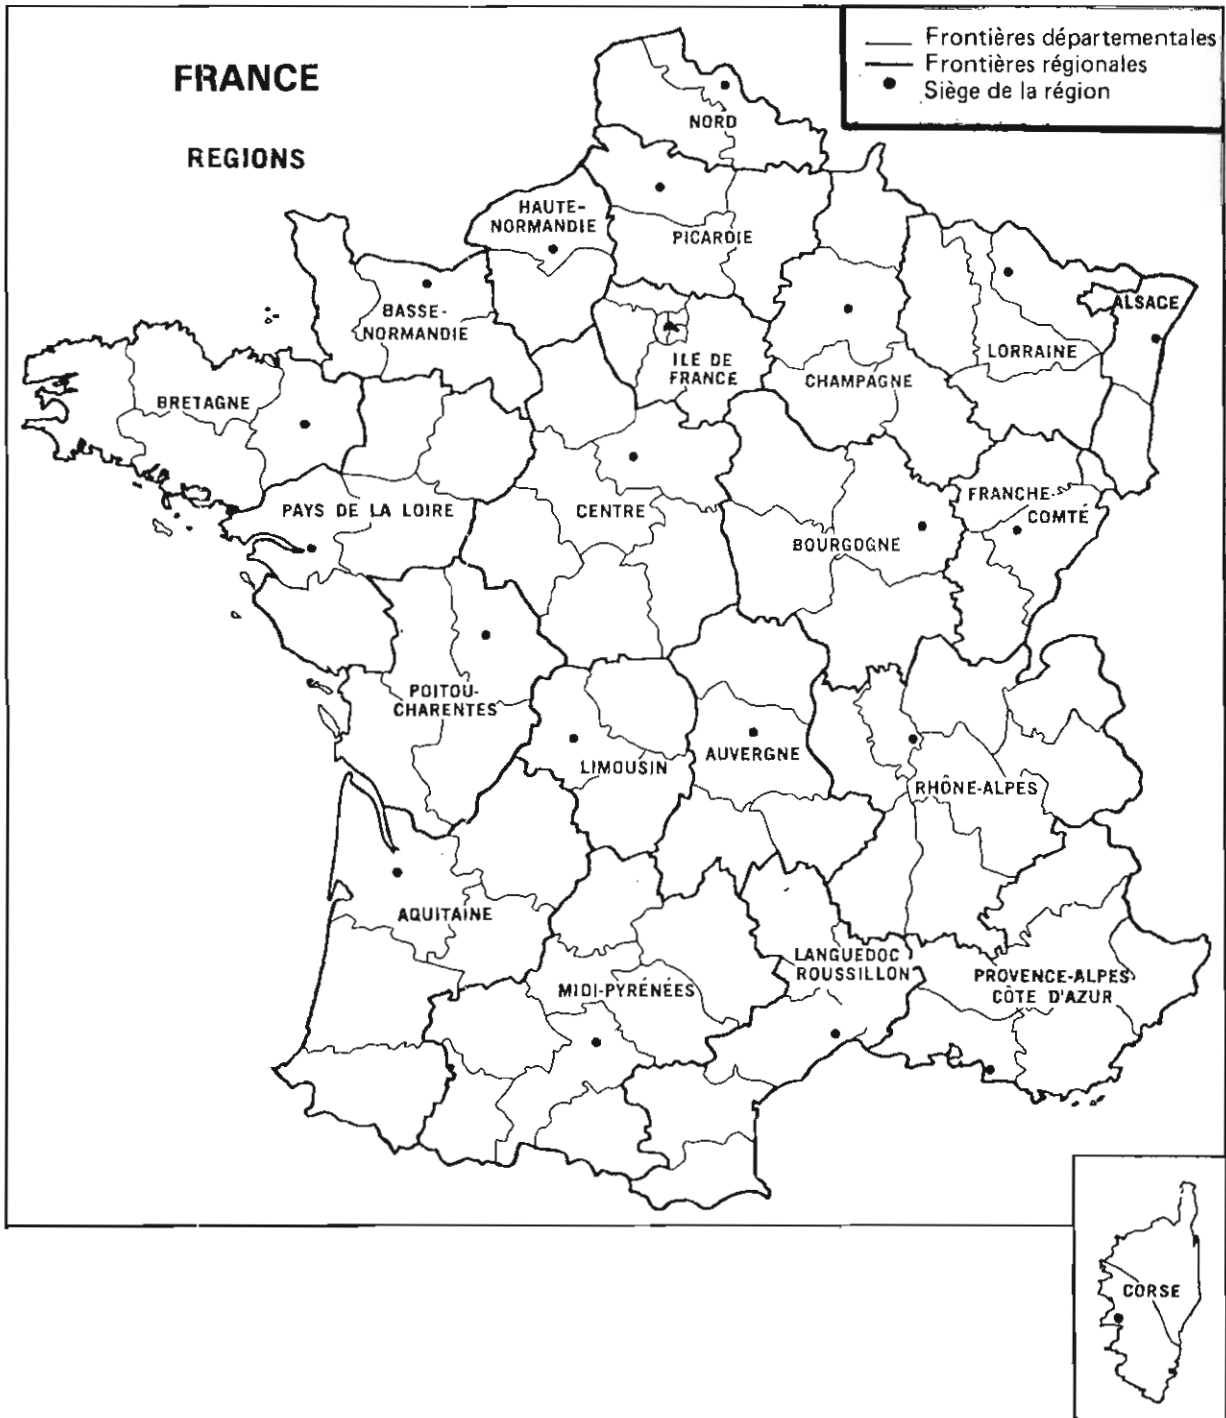 FRANCE
REGIONS
Frontières départementales
Frontières régionales
Siège de la région
NORD
HAUTE-
NORMANDIE
PICARDIE
BASSE-
NORMANDIE
ALSACE
LORRAINE
ILE DE
FRANCE
CHAMPAGNE
BRETAGNE
PAYS DE LA LOIRE
CENTRE
FRANCHE-
COMTÉ
BOURGOGNE
POITOU-
CHARENTES
LIMOUSIN
AUVERGNE
RHÔNE-ALPES
AQUITAINE
LANGUEDOC
ROUSSILLON
MIDI-PYRÉNÉES
PROVENCE-ALPES-
CÔTE D'AZUR
CORSE